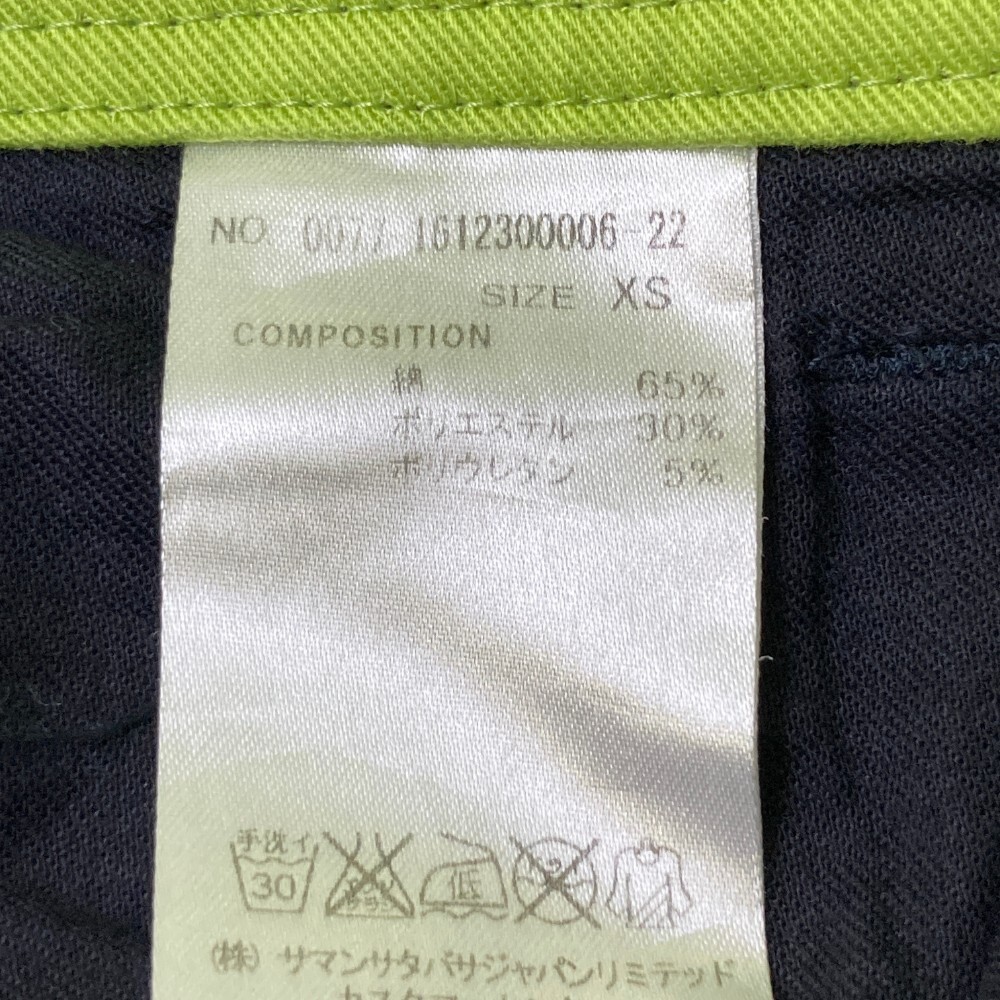 NO. 0077 1612300006-22
SIZE XS
COMPOSITION
綿 65%
ポリエステル 30%
ポリウレタン 5%
手洗イ
30
低
(株) サマンサタバサジャパンリミテッド